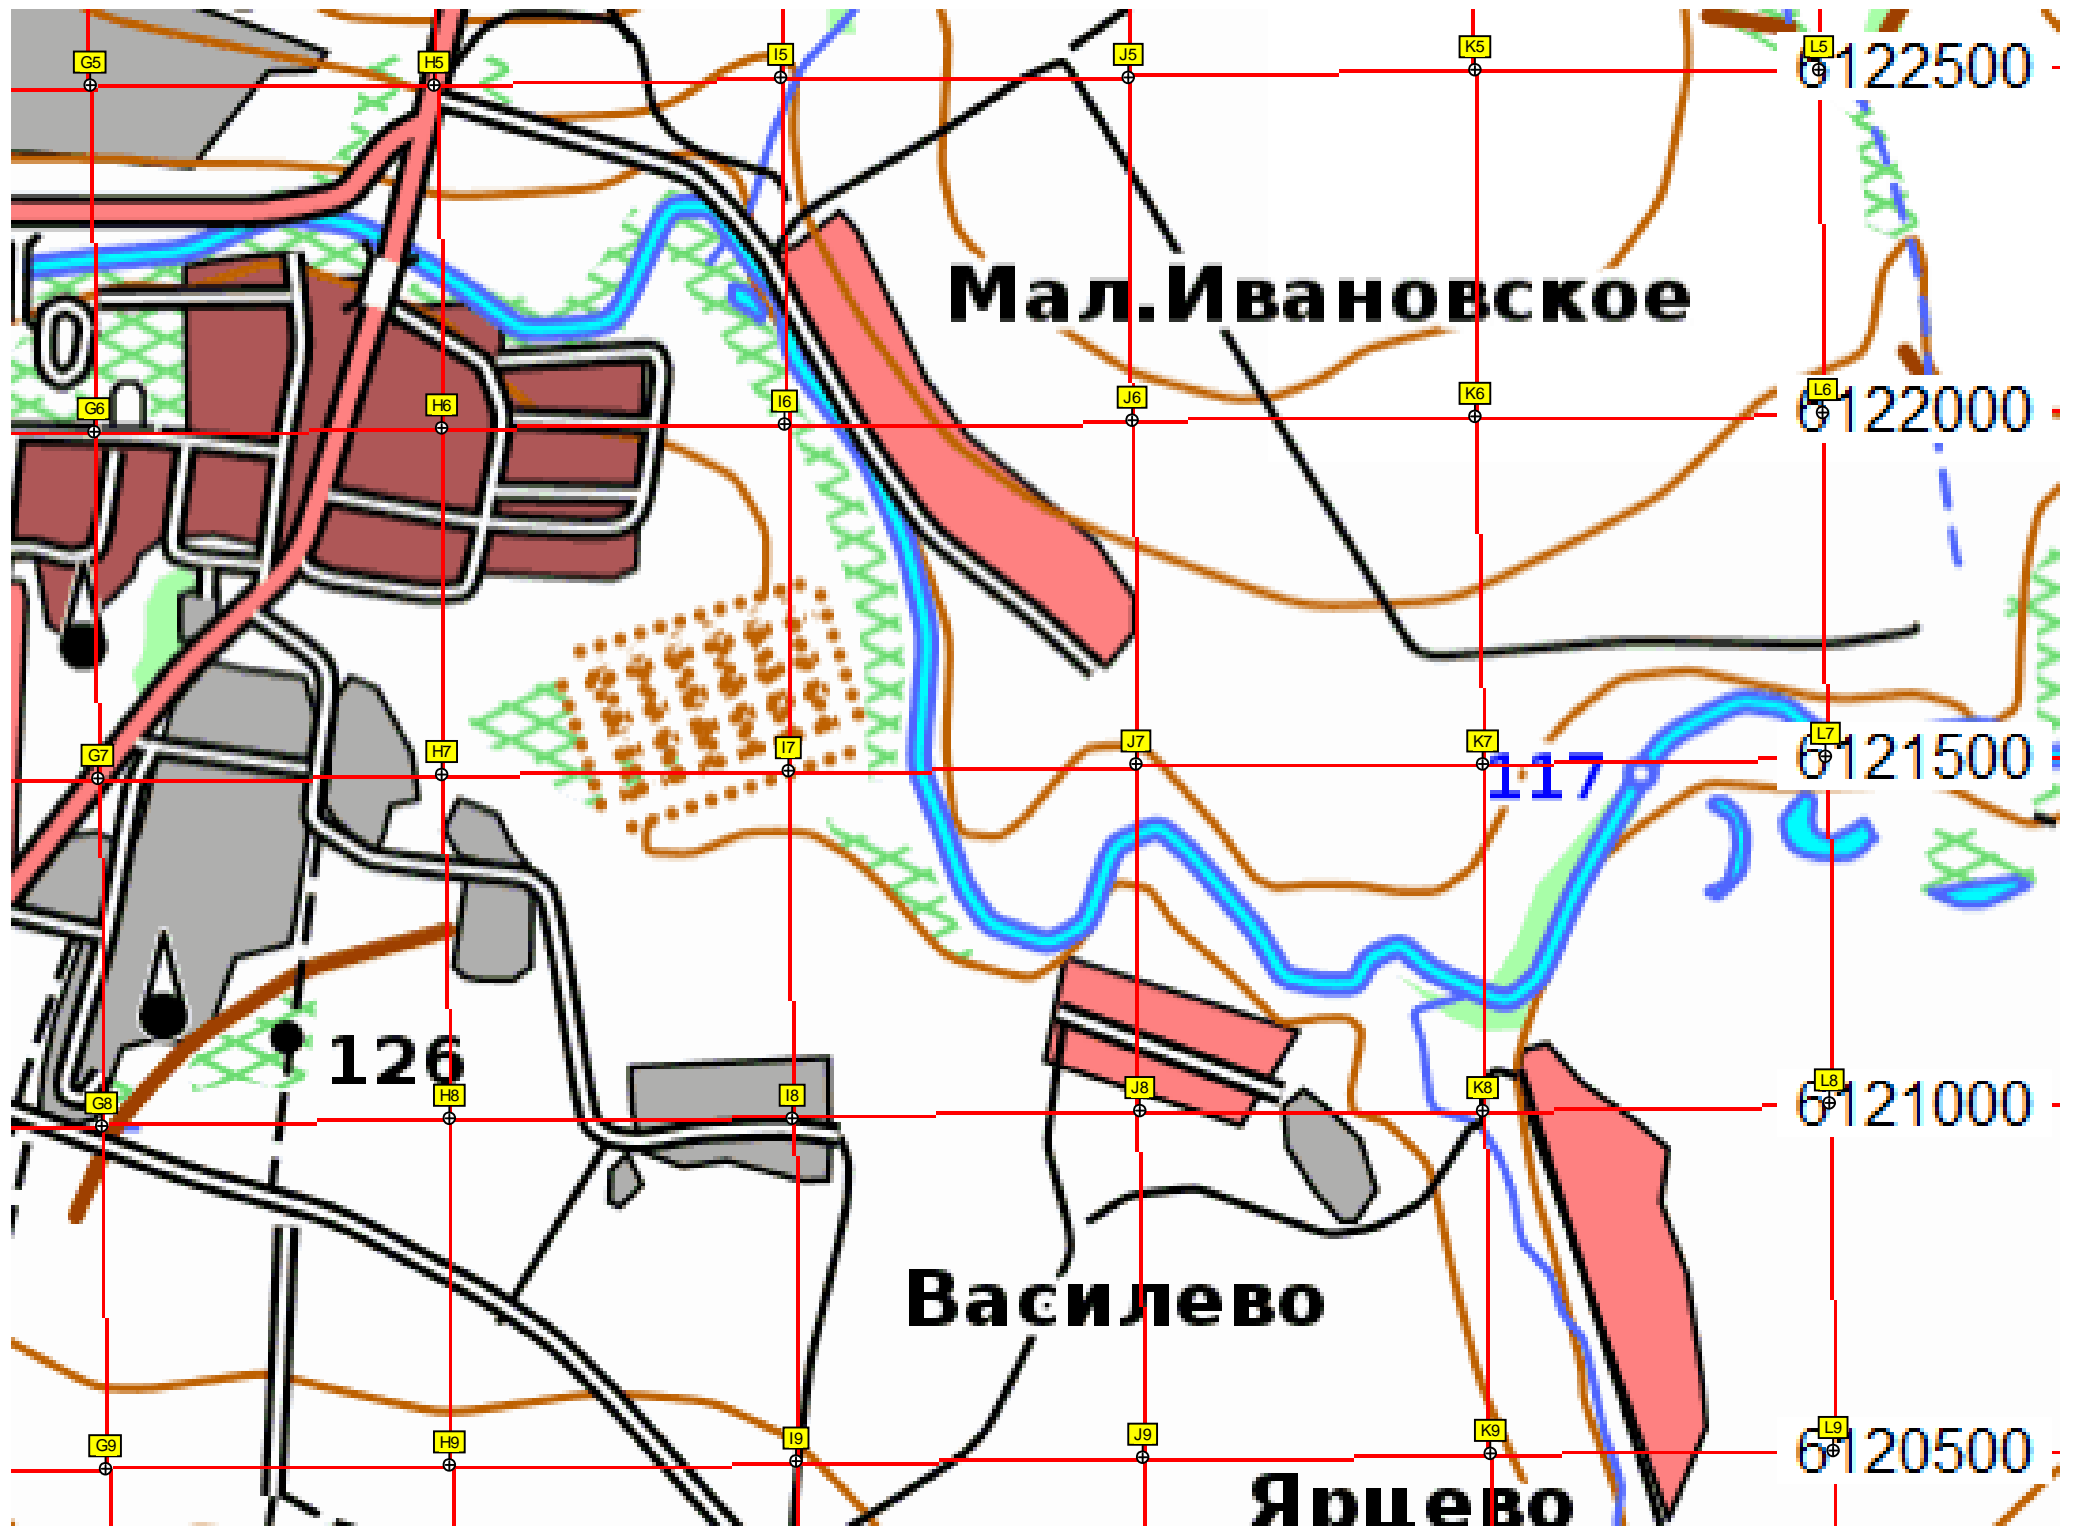 G5 H5 I5 J5 K5 L5
6122500
Мал.Ивановское
G6 H6 I6 J6 K6 L6
6122000
G7 H7 I7 J7 K7 L7
6121500
117
126
G8 H8 I8 J8 K8 L8
6121000
Василево
G9 H9 I9 J9 K9 L9
6120500
Ярцево